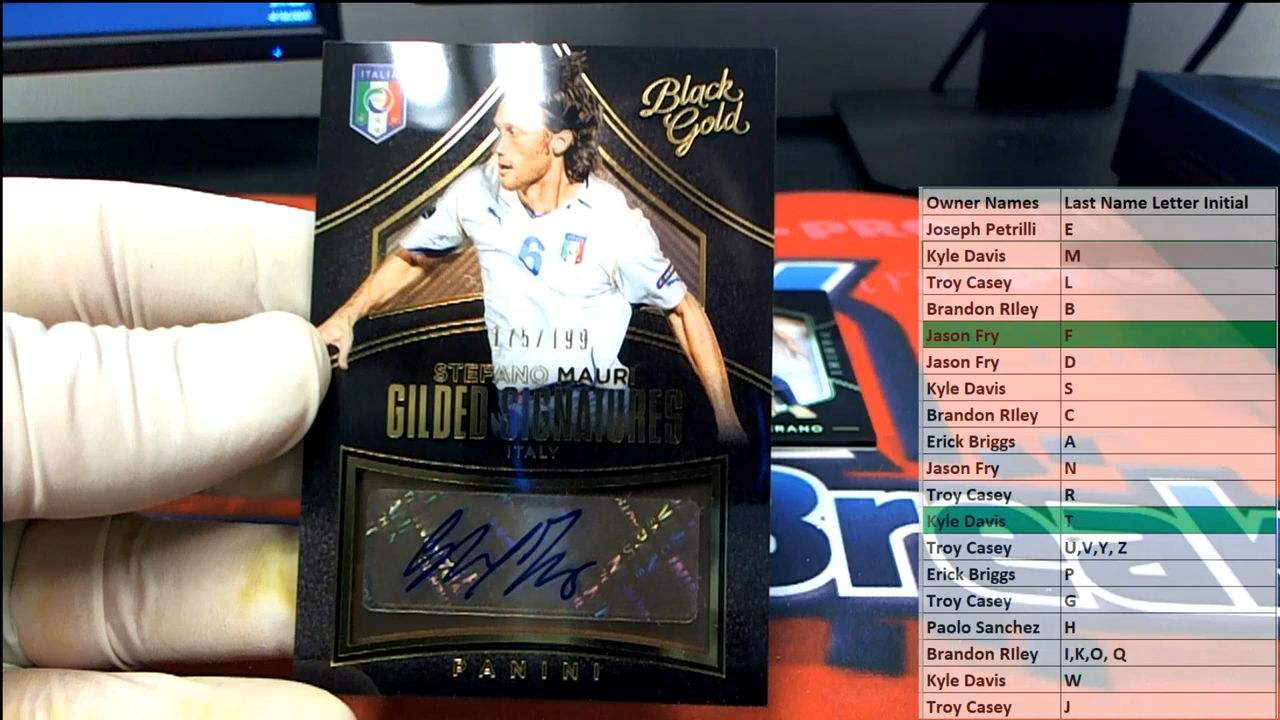 ITALIA
Black
Gold
6
175/199
STEFANO MAURI
GILDED SIGNATURES
ITALY
PANINI
RANO
Owner Names Last Name Letter Initial
Joseph Petrilli E
Kyle Davis M
Troy Casey L
Brandon RIley B
Jason Fry F
Jason Fry D
Kyle Davis S
Brandon RIley C
Erick Briggs A
Jason Fry N
Troy Casey R
Kyle Davis T
Troy Casey U,V,Y, Z
Erick Briggs P
Troy Casey G
Paolo Sanchez H
Brandon RIley I,K,O, Q
Kyle Davis W
Troy Casey J